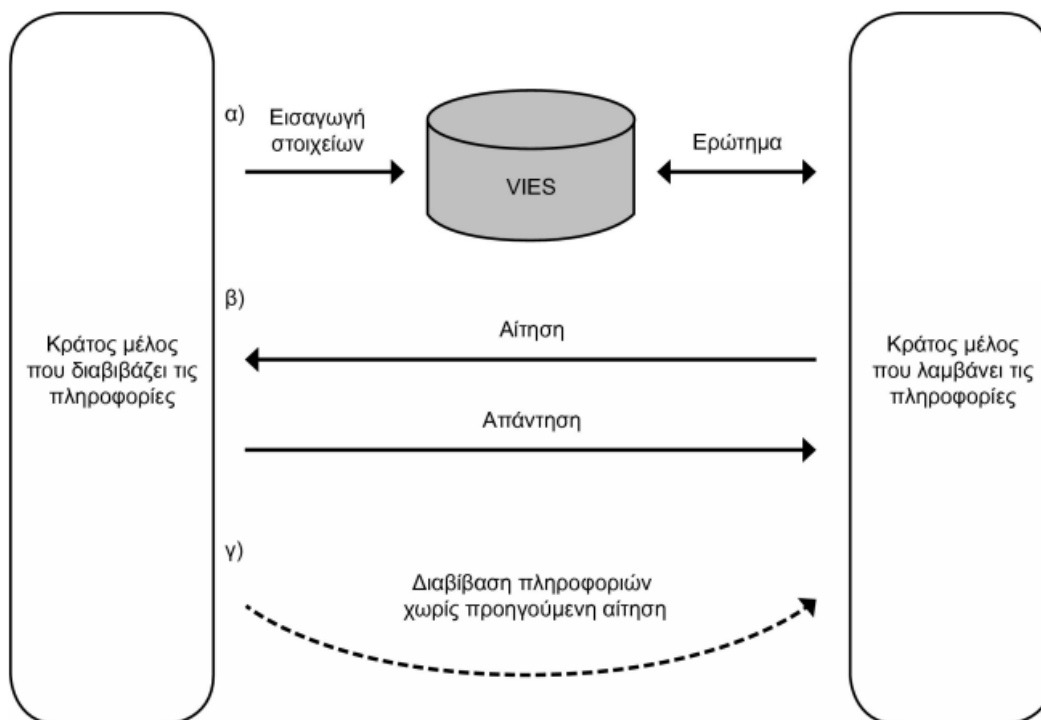 α)
Εισαγωγή
στοιχείων
VIES
Ερώτημα
β)
Αίτηση
Κράτος μέλος
που διαβιβάζει τις
πληροφορίες
Κράτος μέλος
που λαμβάνει τις
πληροφορίες
Απάντηση
γ)
Διαβίβαση πληροφοριών
χωρίς προηγούμενη αίτηση